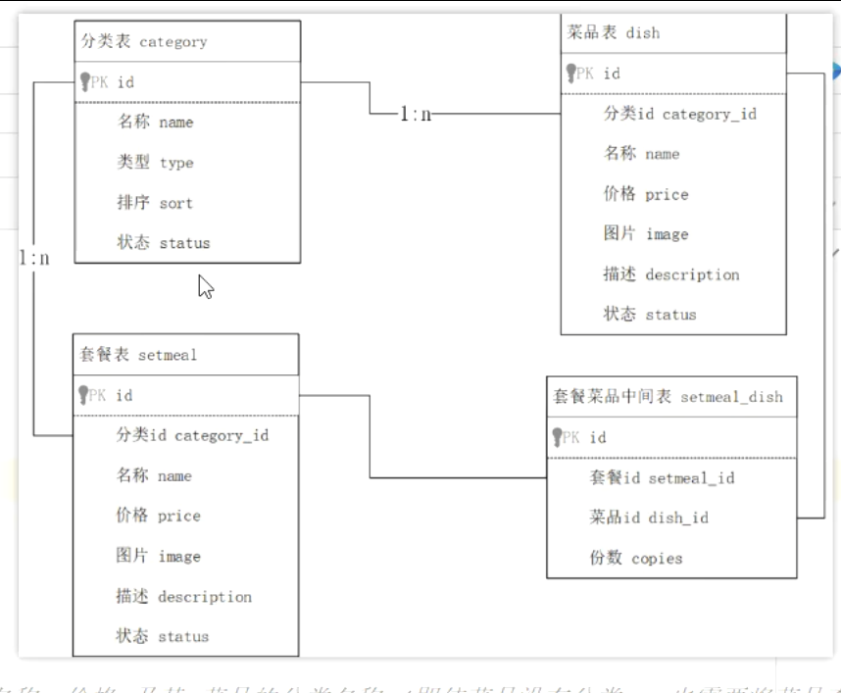 分类表 category
PK id
名称 name
类型 type
排序 sort
状态 status
1:n
1:n
菜品表 dish
PK id
分类id category_id
名称 name
价格 price
图片 image
描述 description
状态 status
套餐表 setmeal
PK id
分类id category_id
名称 name
价格 price
图片 image
描述 description
状态 status
套餐菜品中间表 setmeal_dish
PK id
套餐id setmeal_id
菜品id dish_id
份数 copies